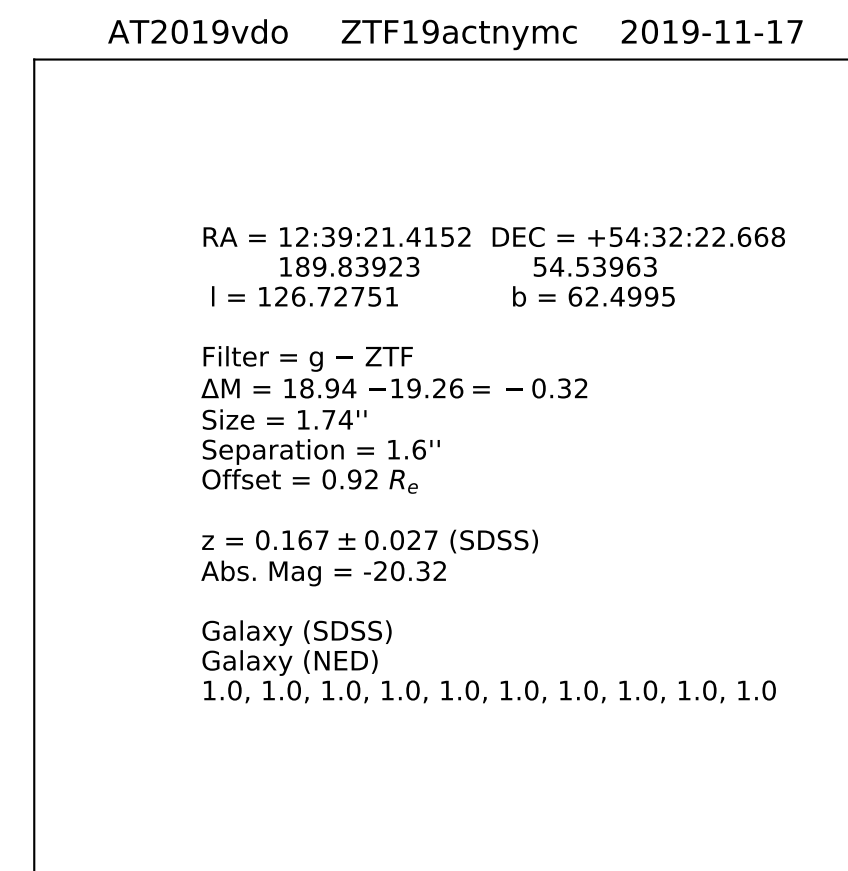 AT2019vdo ZTF19actnymc 2019-11-17
RA = 12:39:21.4152 DEC = +54:32:22.668
189.83923 54.53963
l = 126.72751 b = 62.4995
Filter = g − ZTF
ΔM = 18.94 −19.26 = − 0.32
Size = 1.74''
Separation = 1.6''
Offset = 0.92 Rₑ
z = 0.167 ± 0.027 (SDSS)
Abs. Mag = -20.32
Galaxy (SDSS)
Galaxy (NED)
1.0, 1.0, 1.0, 1.0, 1.0, 1.0, 1.0, 1.0, 1.0, 1.0